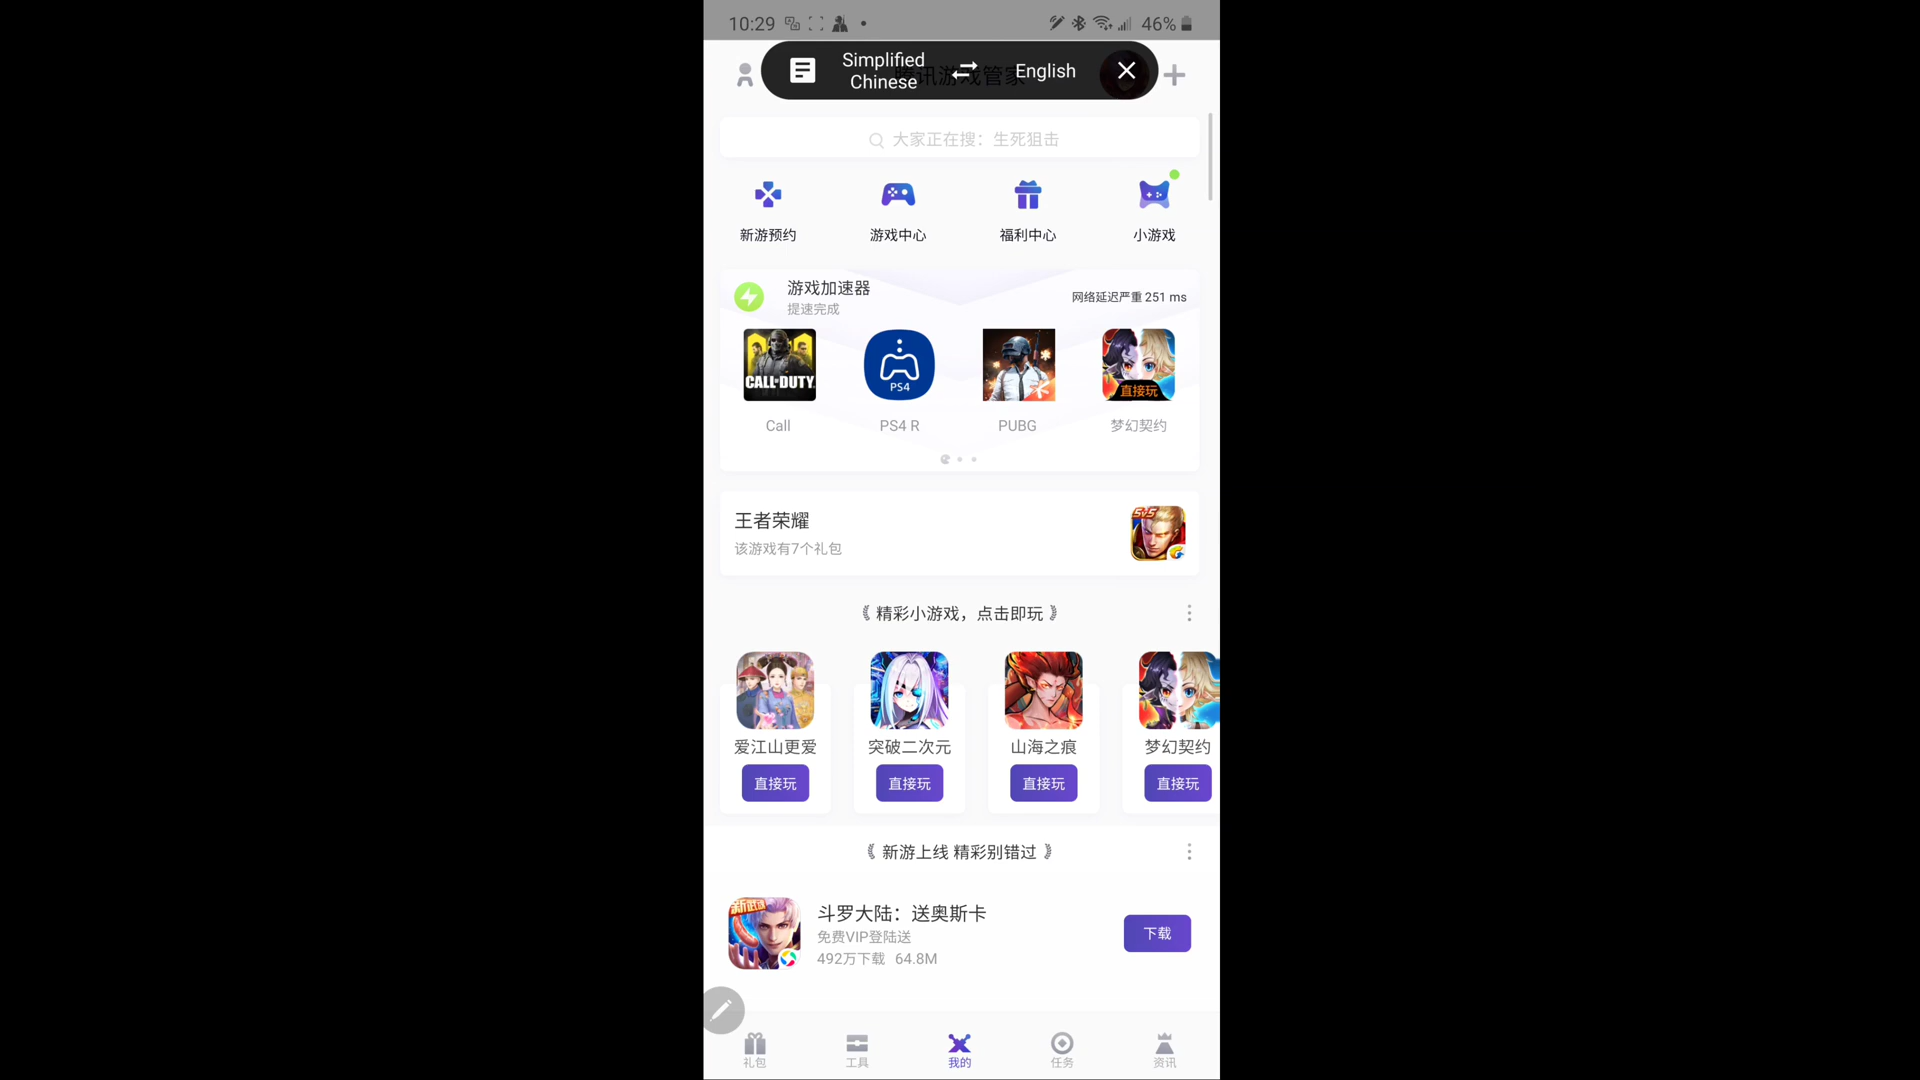 10:29
46%
Simplified
Chinese
English
腾讯游戏管家
大家正在搜：生死狙击
新游预约
游戏中心
福利中心
小游戏
游戏加速器
提速完成
网络延迟严重 251 ms
CALL OF DUTY
PS4
直接玩
Call
PS4 R
PUBG
梦幻契约
王者荣耀
该游戏有7个礼包
5v5
精彩小游戏，点击即玩
爱江山更爱
突破二次元
山海之痕
梦幻契约
直接玩
直接玩
直接玩
直接玩
新游上线 精彩别错过
斗罗大陆：送奥斯卡
免费VIP登陆送
492万下载 64.8M
下载
礼包
工具
我的
任务
资讯